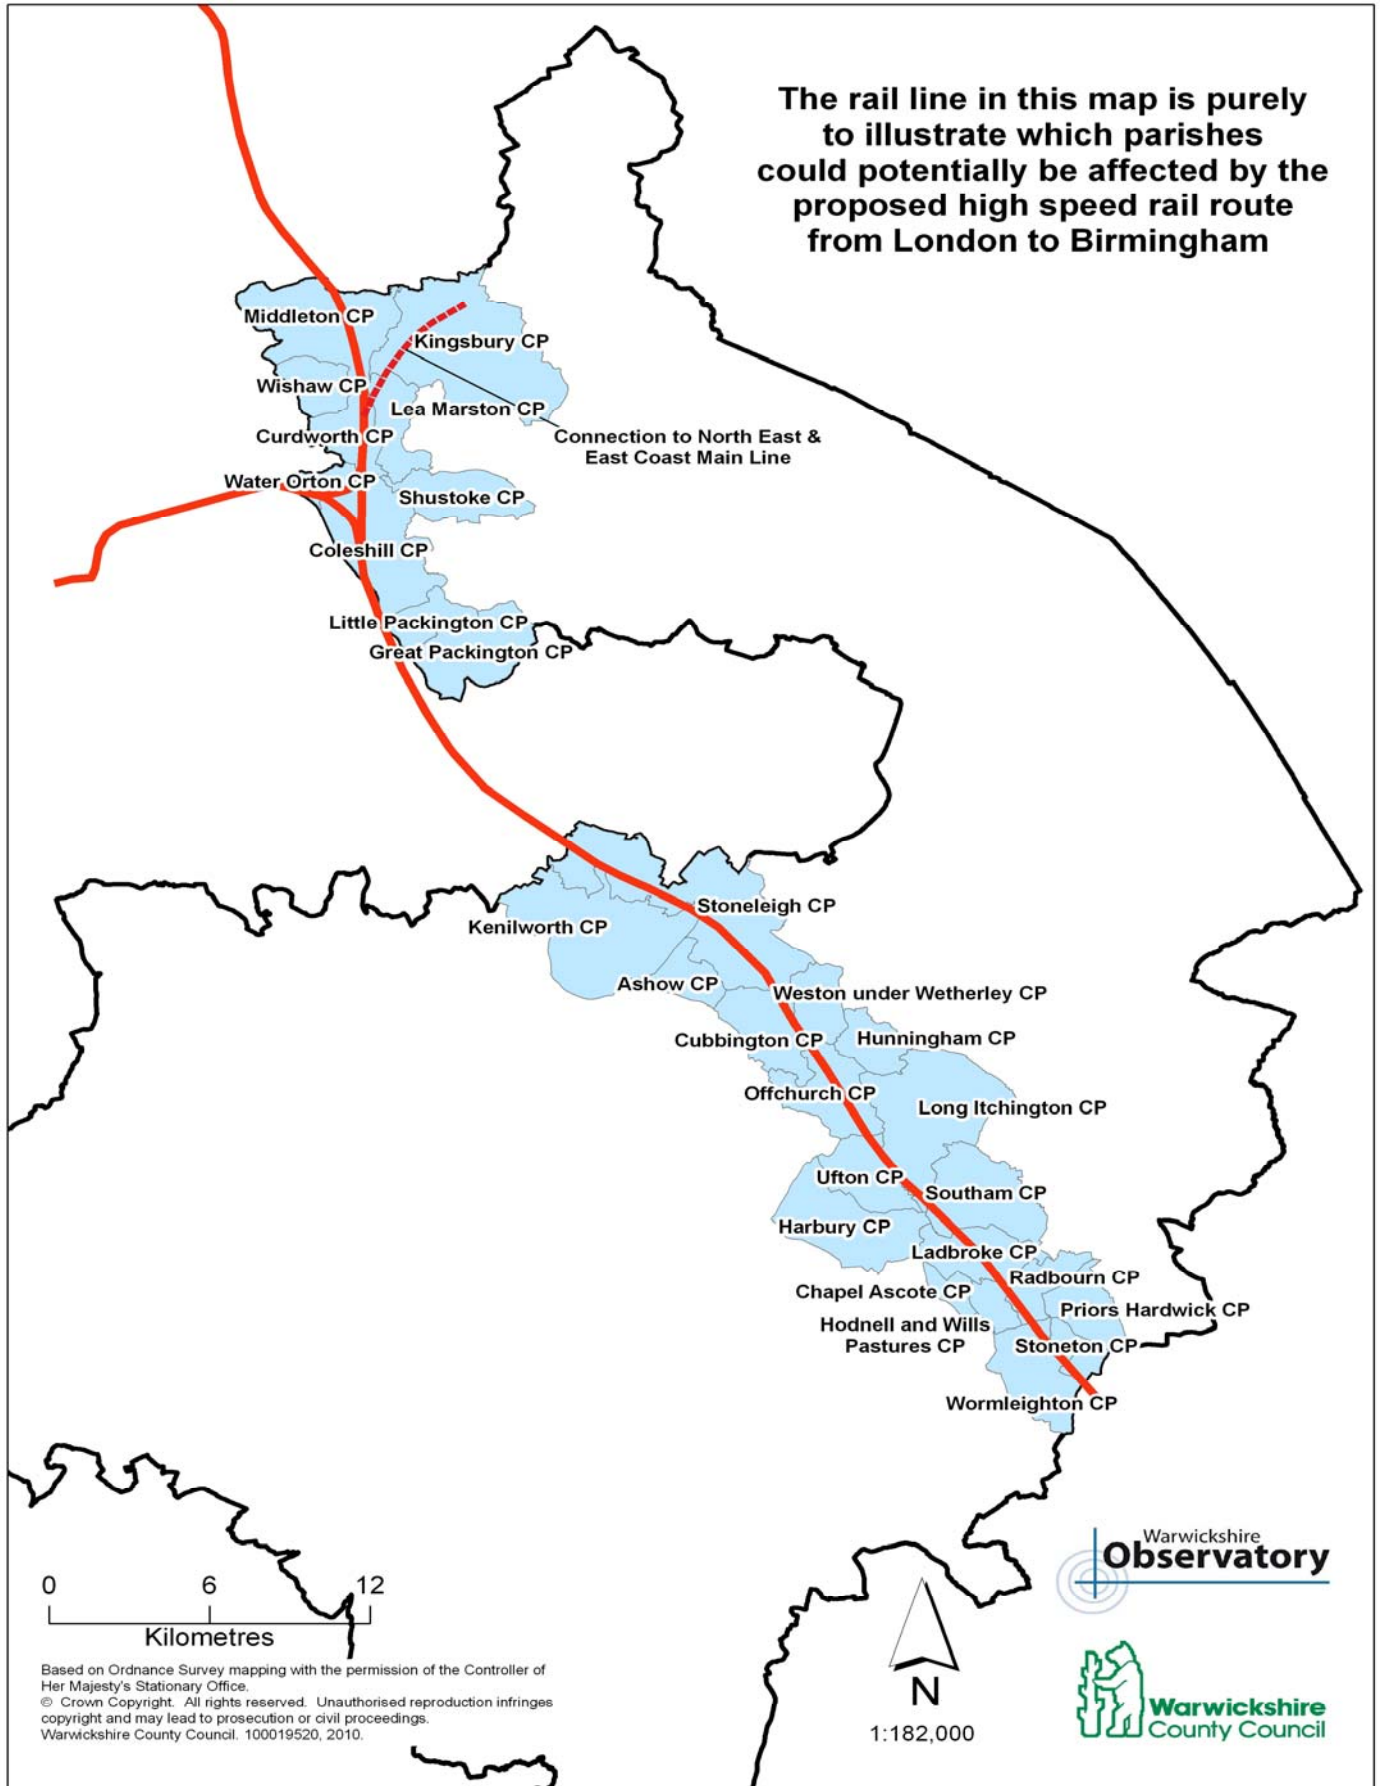 The rail line in this map is purely
to illustrate which parishes
could potentially be affected by the
proposed high speed rail route
from London to Birmingham
Middleton CP
Kingsbury CP
Wishaw CP
Lea Marston CP
Curdworth CP
Connection to North East &
East Coast Main Line
Water Orton CP
Shustoke CP
Coleshill CP
Little Packington CP
Great Packington CP
Stoneleigh CP
Kenilworth CP
Ashow CP
Weston under Wetherley CP
Cubbington CP
Hunningham CP
Offchurch CP
Long Itchington CP
Ufton CP
Southam CP
Harbury CP
Ladbroke CP
Radbourn CP
Chapel Ascote CP
Priors Hardwick CP
Hodnell and Wills
Pastures CP
Stoneton CP
Wormleighton CP
Warwickshire
Observatory
0 6 12
Kilometres
Based on Ordnance Survey mapping with the permission of the Controller of
Her Majesty's Stationary Office.
© Crown Copyright. All rights reserved. Unauthorised reproduction infringes
copyright and may lead to prosecution or civil proceedings.
Warwickshire County Council. 100019520, 2010.
N
1:182,000
Warwickshire
County Council